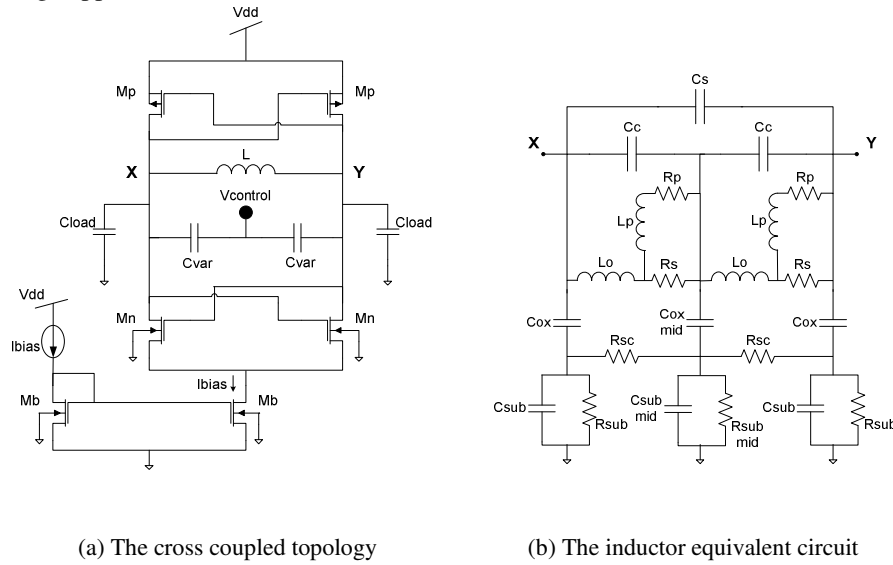 Vdd
Mp Mp
L
X Y
Vcontrol
Cload Cload
Cvar Cvar
Vdd
Mn Mn
Ibias
Ibias
Mb Mb
Cs
Cc Cc
X Y
Rp Rp
Lp Lp
Lo Rs Lo Rs
Cox Cox mid Cox
Rsc Rsc
Csub Rsub Csub mid Rsub mid Csub Rsub
(a) The cross coupled topology
(b) The inductor equivalent circuit